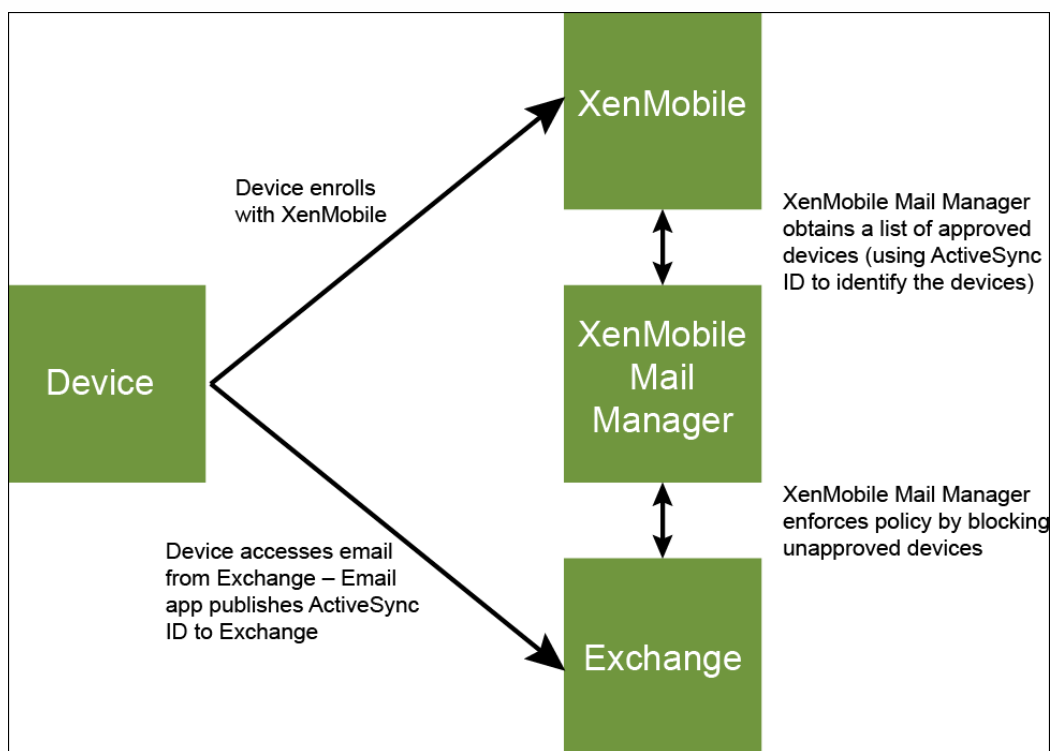 XenMobile
Device enrolls
with XenMobile
XenMobile Mail Manager
obtains a list of approved
devices (using ActiveSync
ID to identify the devices)
Device
XenMobile
Mail
Manager
XenMobile Mail Manager
enforces policy by blocking
unapproved devices
Device accesses email
from Exchange – Email
app publishes ActiveSync
ID to Exchange
Exchange